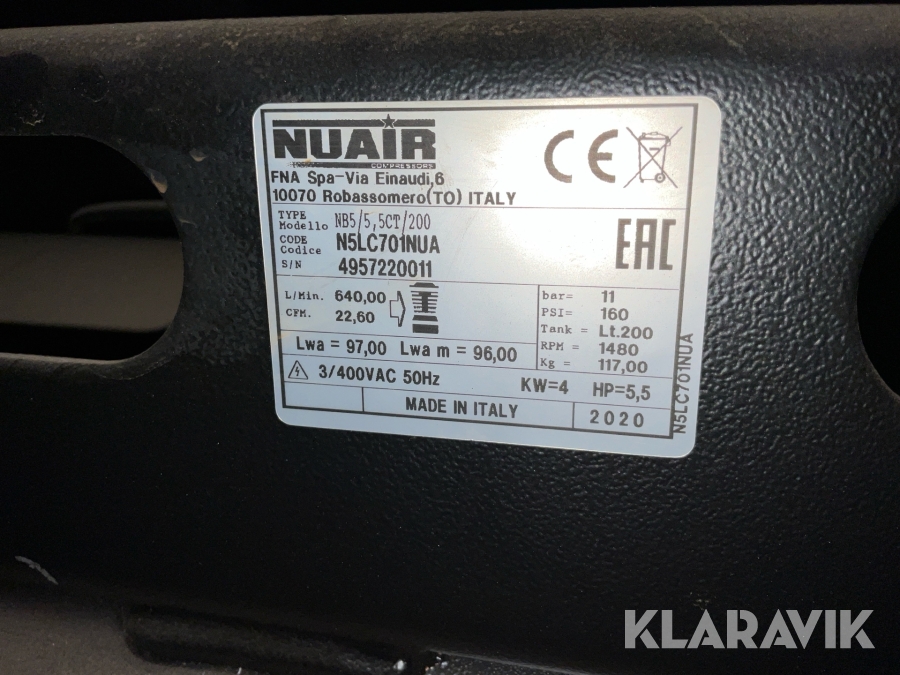 NUAIR
COMPRESSORS
FNA Spa-Via Einaudi,6
10070 Robassomero(TO) ITALY
TYPE
Modello NB5/5,5CT/200
CODE
Codice N5LC701NUA
S/N 4957220011
CE
EAC
L/Min. 640,00
CFM. 22,60
bar= 11
PSI= 160
Tank = Lt.200
RPM = 1480
Kg = 117,00
Lwa = 97,00 Lwa m = 96,00
3/400VAC 50Hz KW=4 HP=5,5
MADE IN ITALY 2020
N5LC701NUA
KLARAVIK